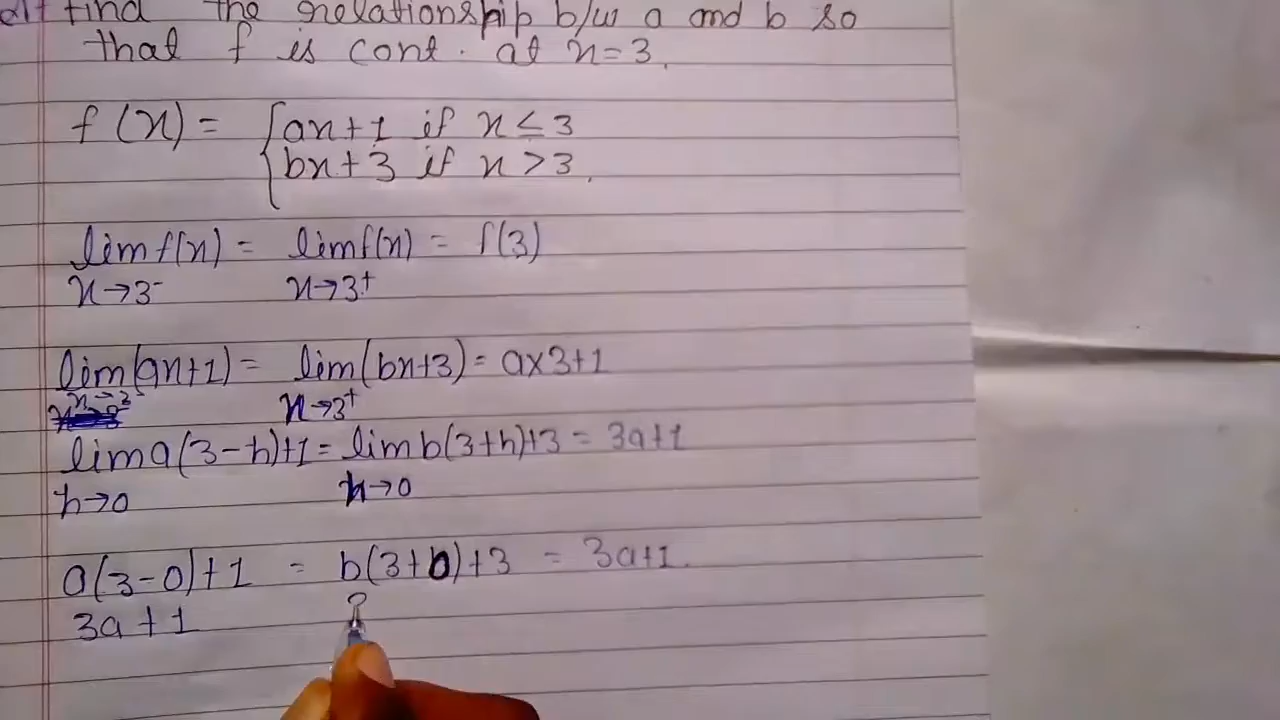 find the relationship b/w a and b so
that f is cont. at x=3.
f(x) = { ax+1 if x ≤ 3
bx+3 if x >3.
lim f(x) = lim f(x) = f(3)
x→3- x→3+
lim(ax+1) = lim(bx+3) = ax3+1
x→3- x→3+
lim a(3-h)+1 = lim b(3+h)+3 = 3a+1
h→0 h→0
a(3-0)+1 = b(3+0)+3 = 3a+1.
3a+1